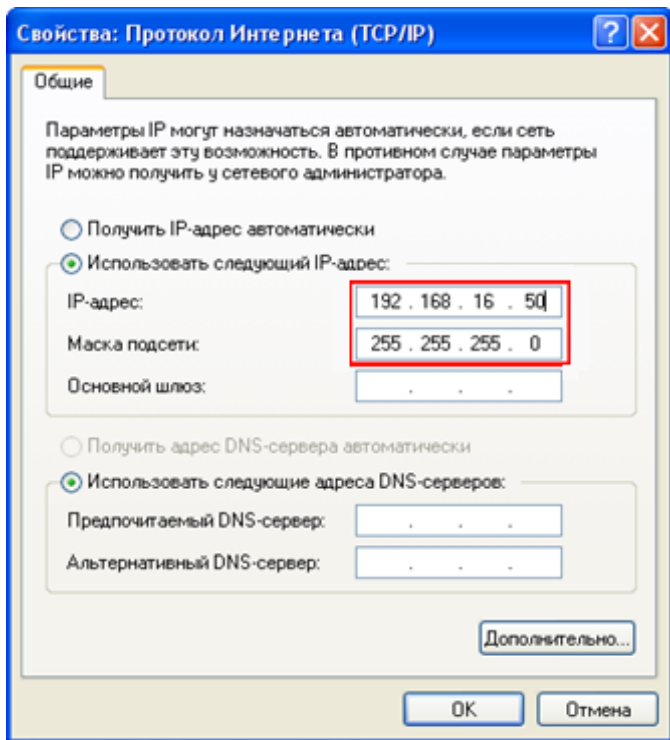 Свойства: Протокол Интернета (TCP/IP)
Общие
Параметры IP могут назначаться автоматически, если сеть
поддерживает эту возможность. В противном случае параметры
IP можно получить у сетевого администратора.
Получить IP-адрес автоматически
Использовать следующий IP-адрес:
IP-адрес: 192 . 168 . 16 . 50
Маска подсети: 255 . 255 . 255 . 0
Основной шлюз: . . .
Получить адрес DNS-сервера автоматически
Использовать следующие адреса DNS-серверов:
Предпочитаемый DNS-сервер: . . .
Альтернативный DNS-сервер: . . .
Дополнительно...
OK Отмена